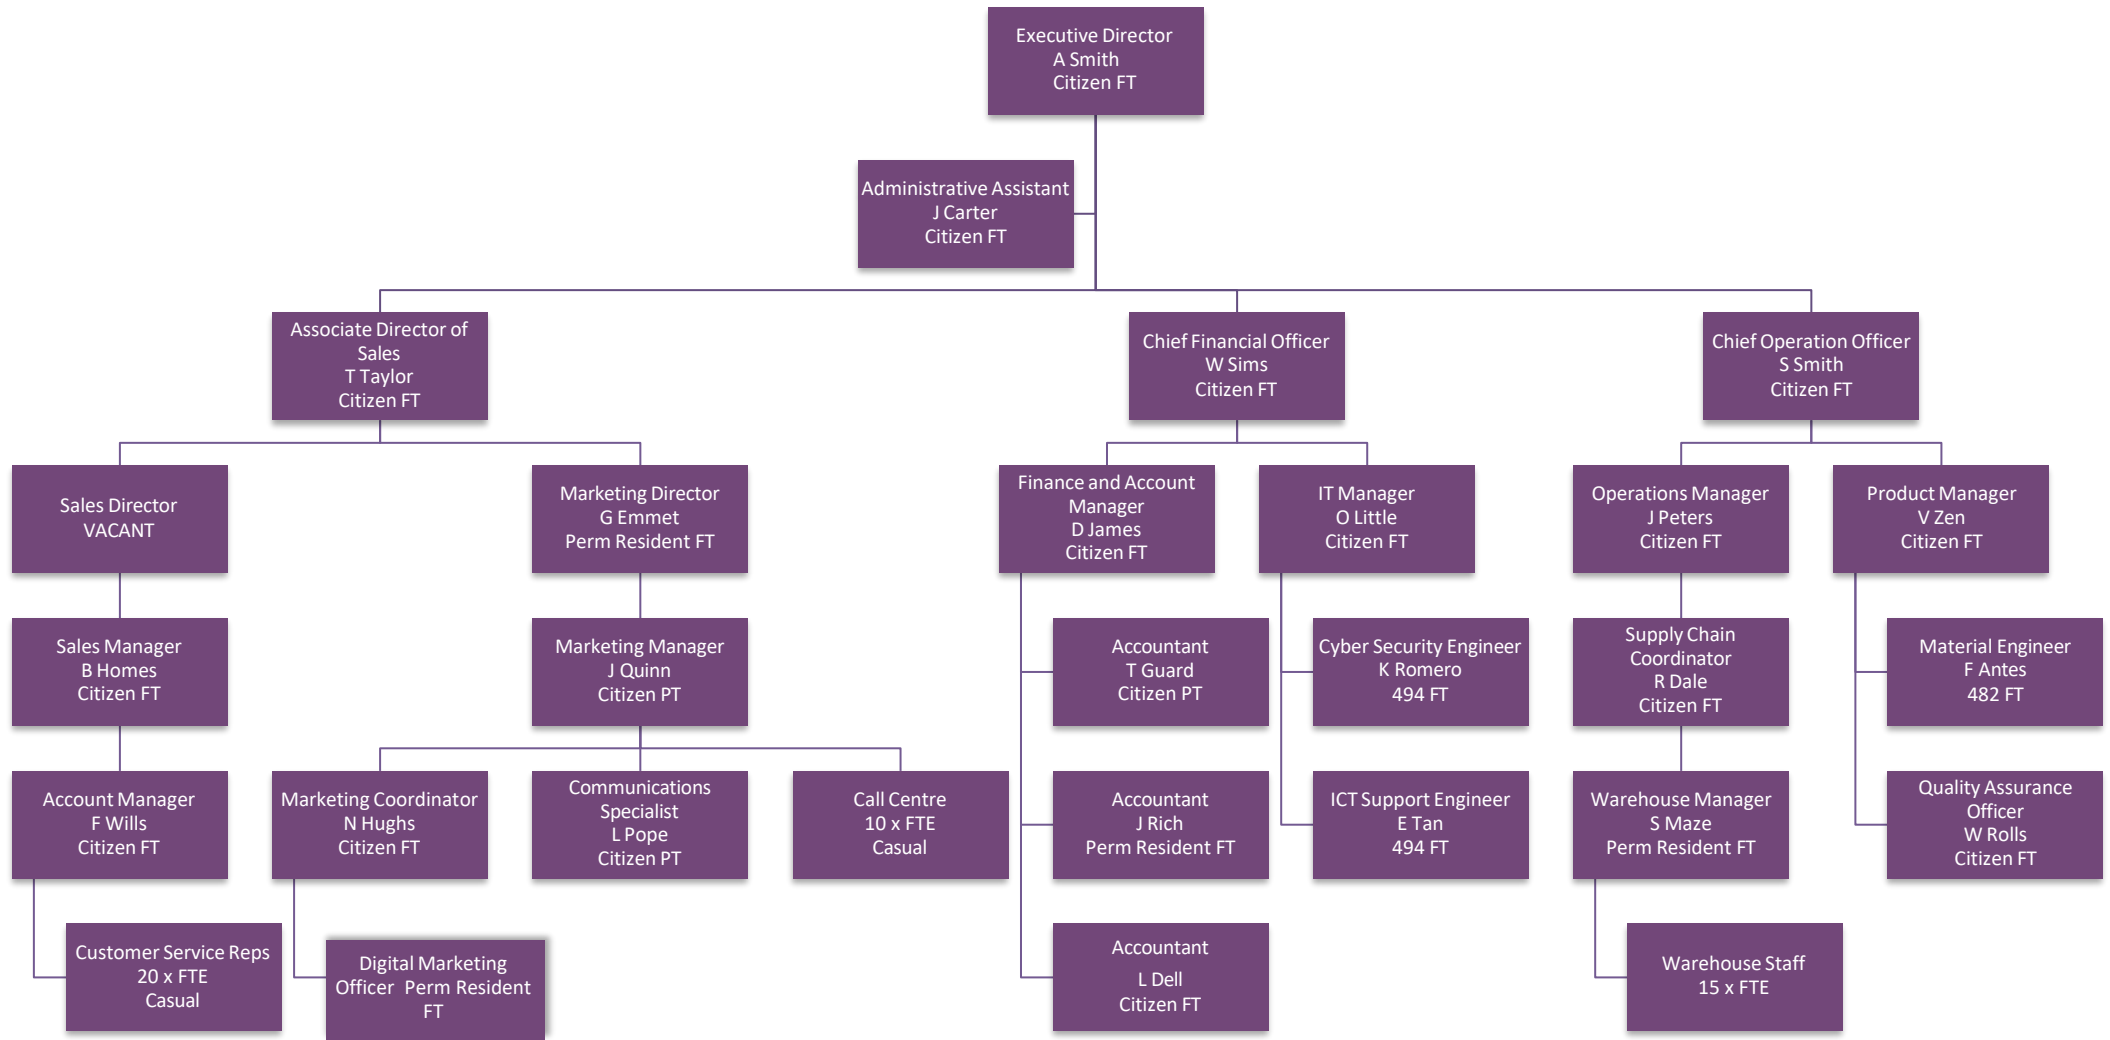 Executive Director
A Smith
Citizen FT
Administrative Assistant
J Carter
Citizen FT
Associate Director of
Sales
T Taylor
Citizen FT
Chief Financial Officer
W Sims
Citizen FT
Chief Operation Officer
S Smith
Citizen FT
Sales Director
VACANT
Marketing Director
G Emmet
Perm Resident FT
Finance and Account
Manager
D James
Citizen FT
IT Manager
O Little
Citizen FT
Operations Manager
J Peters
Citizen FT
Product Manager
V Zen
Citizen FT
Sales Manager
B Homes
Citizen FT
Marketing Manager
J Quinn
Citizen PT
Accountant
T Guard
Citizen PT
Cyber Security Engineer
K Romero
494 FT
Supply Chain
Coordinator
R Dale
Citizen FT
Material Engineer
F Antes
482 FT
Account Manager
F Wills
Citizen FT
Marketing Coordinator
N Hughs
Citizen FT
Communications
Specialist
L Pope
Citizen PT
Call Centre
10 x FTE
Casual
Accountant
J Rich
Perm Resident FT
ICT Support Engineer
E Tan
494 FT
Warehouse Manager
S Maze
Perm Resident FT
Quality Assurance
Officer
W Rolls
Citizen FT
Customer Service Reps
20 x FTE
Casual
Digital Marketing
Officer Perm Resident
FT
Accountant
L Dell
Citizen FT
Warehouse Staff
15 x FTE